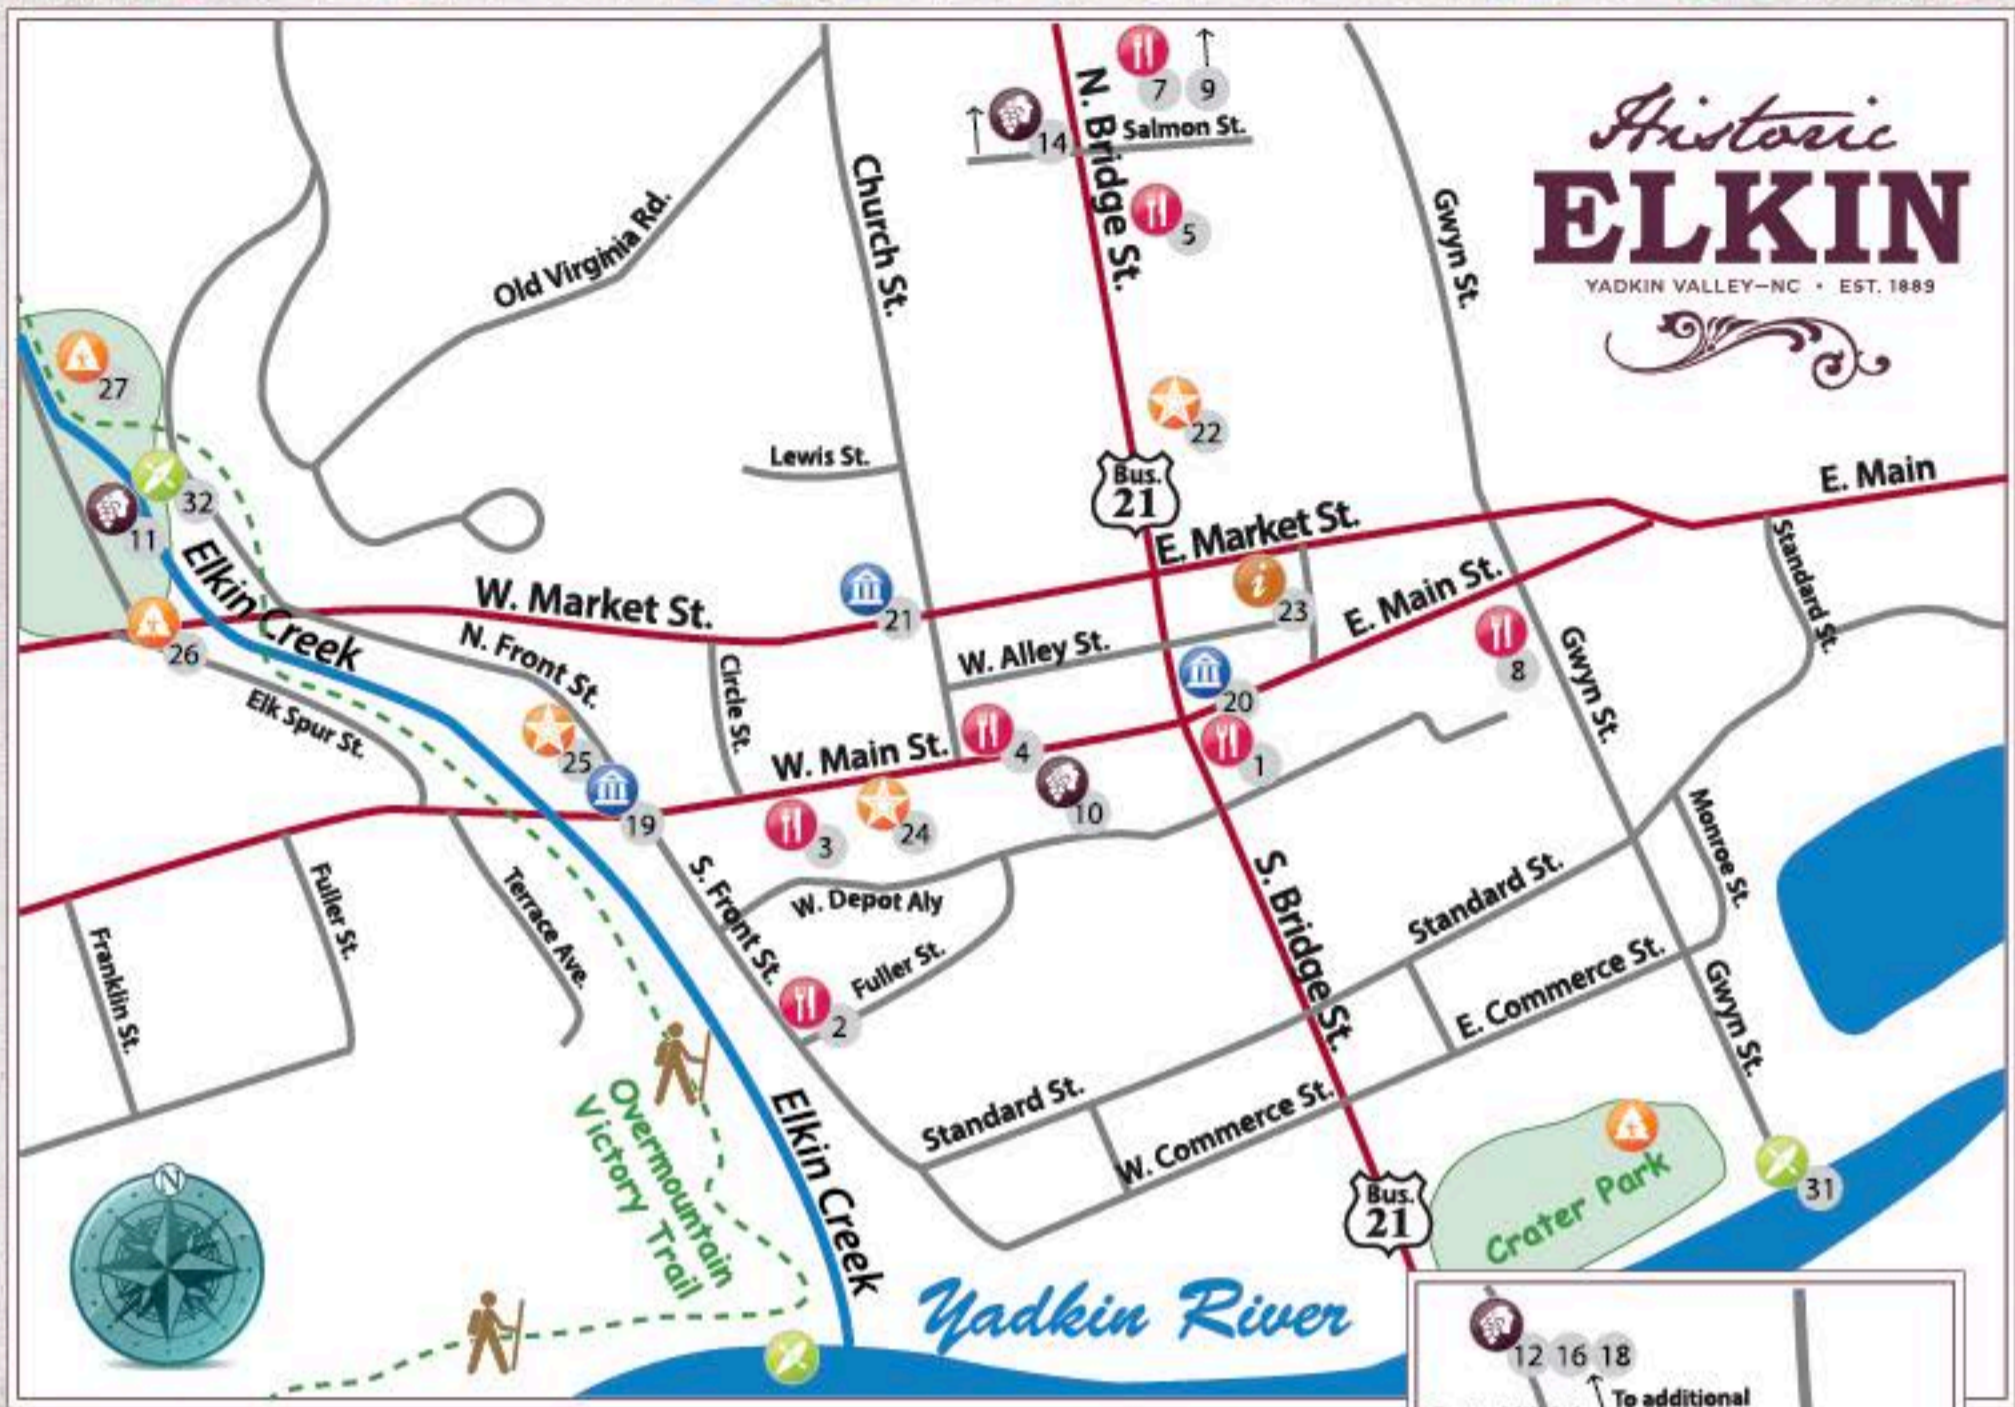 Historic
ELKIN
YADKIN VALLEY—NC • EST. 1889
7
9
14
Salmon St.
N. Bridge St.
5
Church St.
Gwyn St.
Old Virginia Rd.
27
22
Lewis St.
Bus.
21
E. Main
32
11
E. Market St.
Standard St.
Elkin Creek
W. Market St.
21
23
E. Main St.
26
N. Front St.
W. Alley St.
8
Gwyn St.
Circle St.
20
Elk Spur St.
25
W. Main St.
4
1
19
3
24
10
Monroe St.
S. Front St.
W. Depot Aly
S. Bridge St.
Standard St.
Fuller St.
Terrace Ave.
Franklin St.
Fuller St.
2
E. Commerce St.
Gwyn St.
Overmountain
Victory Trail
Elkin Creek
Standard St.
W. Commerce St.
N
Bus.
21
Crater Park
31
Yadkin River
12 16 18
To additional